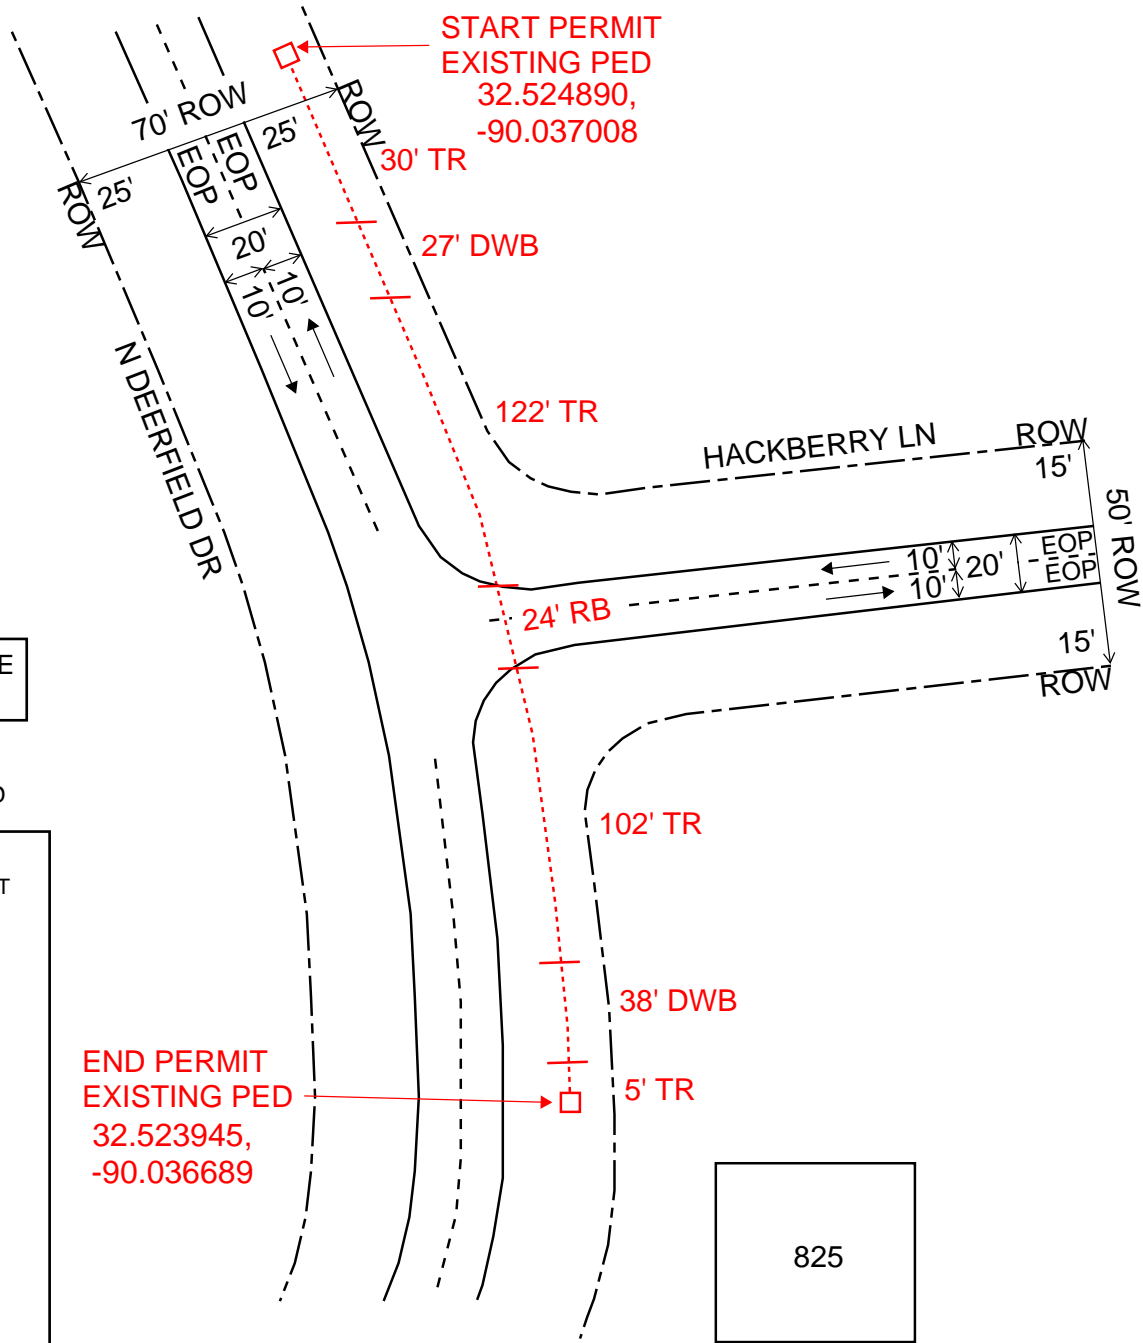 START PERMIT
EXISTING PED
32.524890,
-90.037008
70' ROW
25'
25'
ROW
ROW
EOP
EOP
20'
10'
10'
30' TR
27' DWB
122' TR
N DEERFIELD DR
HACKBERRY LN
ROW
15'
50' ROW
EOP
EOP
10'
10'
20'
15'
ROW
24' RB
E
T
102' TR
38' DWB
5' TR
END PERMIT
EXISTING PED
32.523945,
-90.036689
825